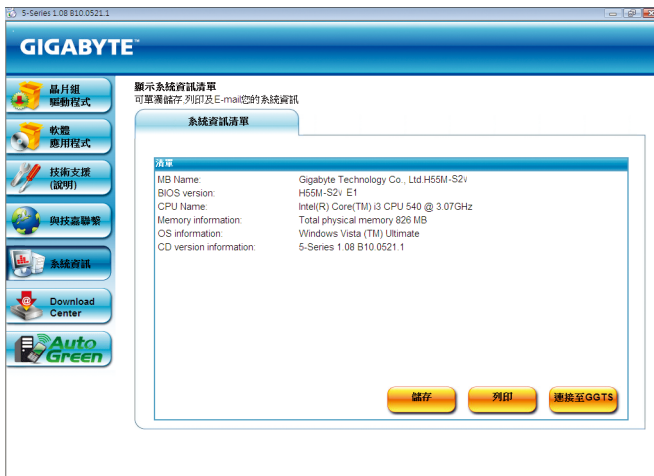 5-Series 1.08 B10.0521.1
GIGABYTE™
晶片組
驅動程式
軟體
應用程式
技術支援
(說明)
與技嘉聯繫
系統資訊
Download
Center
Auto
Green
顯示系統資訊清單
可單獨儲存,列印及E-mail您的系統資訊
系統資訊清單
清單
MB Name: Gigabyte Technology Co., Ltd.H55M-S2V
BIOS version: H55M-S2V E1
CPU Name: Intel(R) Core(TM) i3 CPU 540 @ 3.07GHz
Memory information: Total physical memory 826 MB
OS information: Windows Vista (TM) Ultimate
CD version information: 5-Series 1.08 B10.0521.1
儲存 列印 連接至GGTS